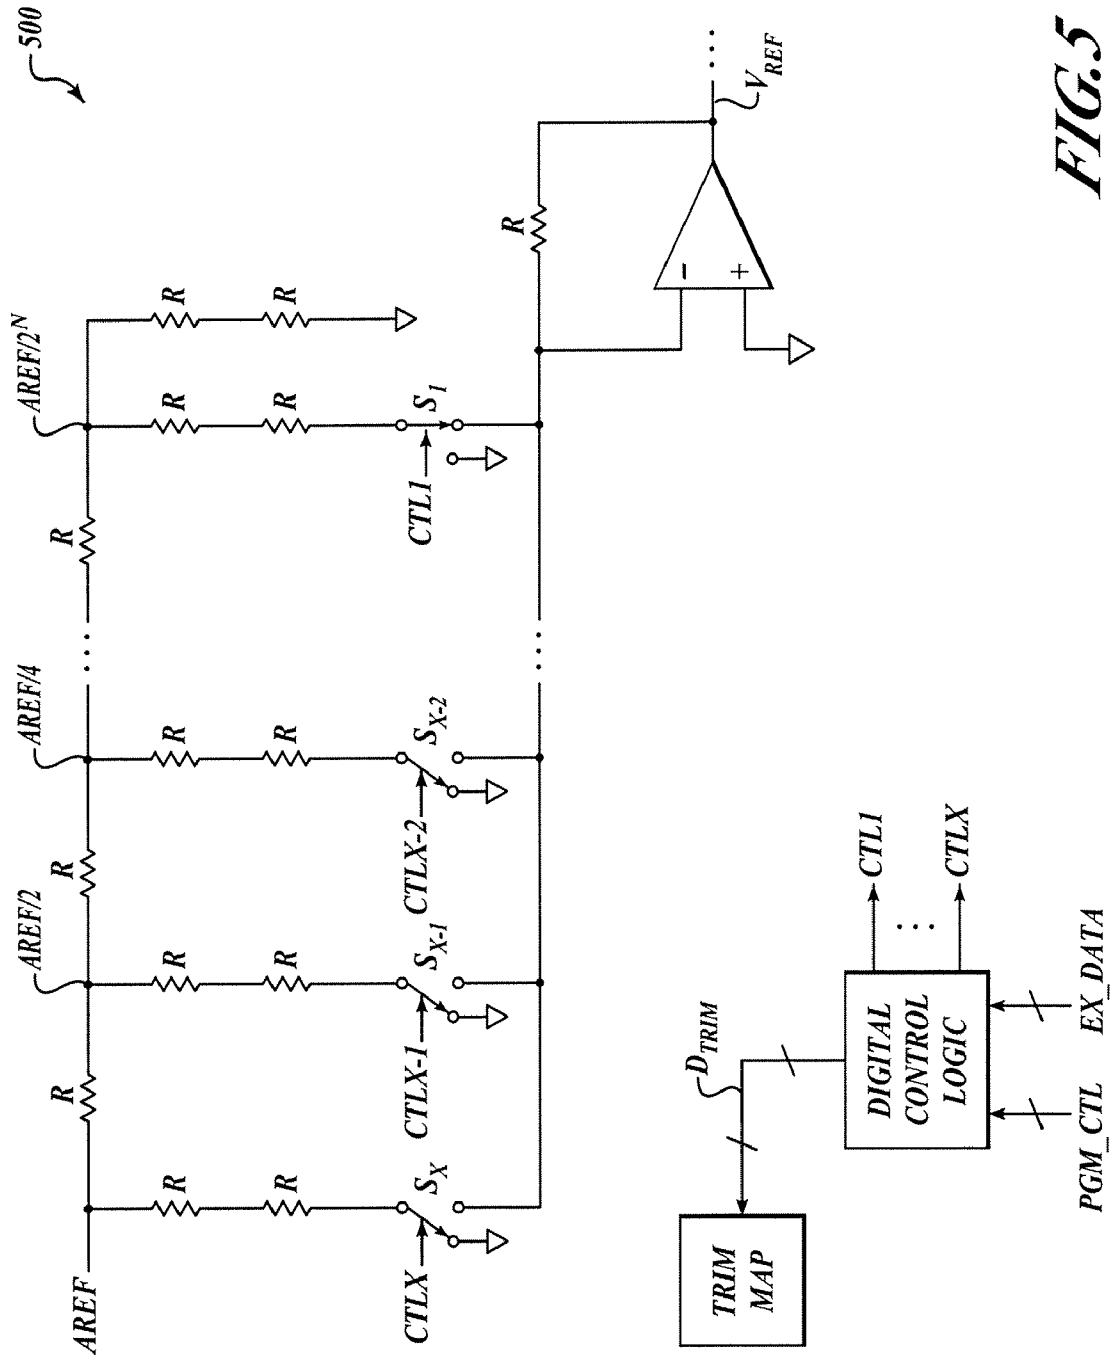 500
AREF
AREF/2
AREF/4
AREF/2^N
R
R
R
R
R
R
R
R
R
R
R
R
R
CTLX
S_X
CTLX-1
S_X-1
CTLX-2
S_X-2
CTL1
S_1
R
-
+
V_REF
...
...
...
TRIM
MAP
D_TRIM
DIGITAL
CONTROL
LOGIC
CTL1
...
CTLX
PGM_CTL
EX_DATA
FIG.5